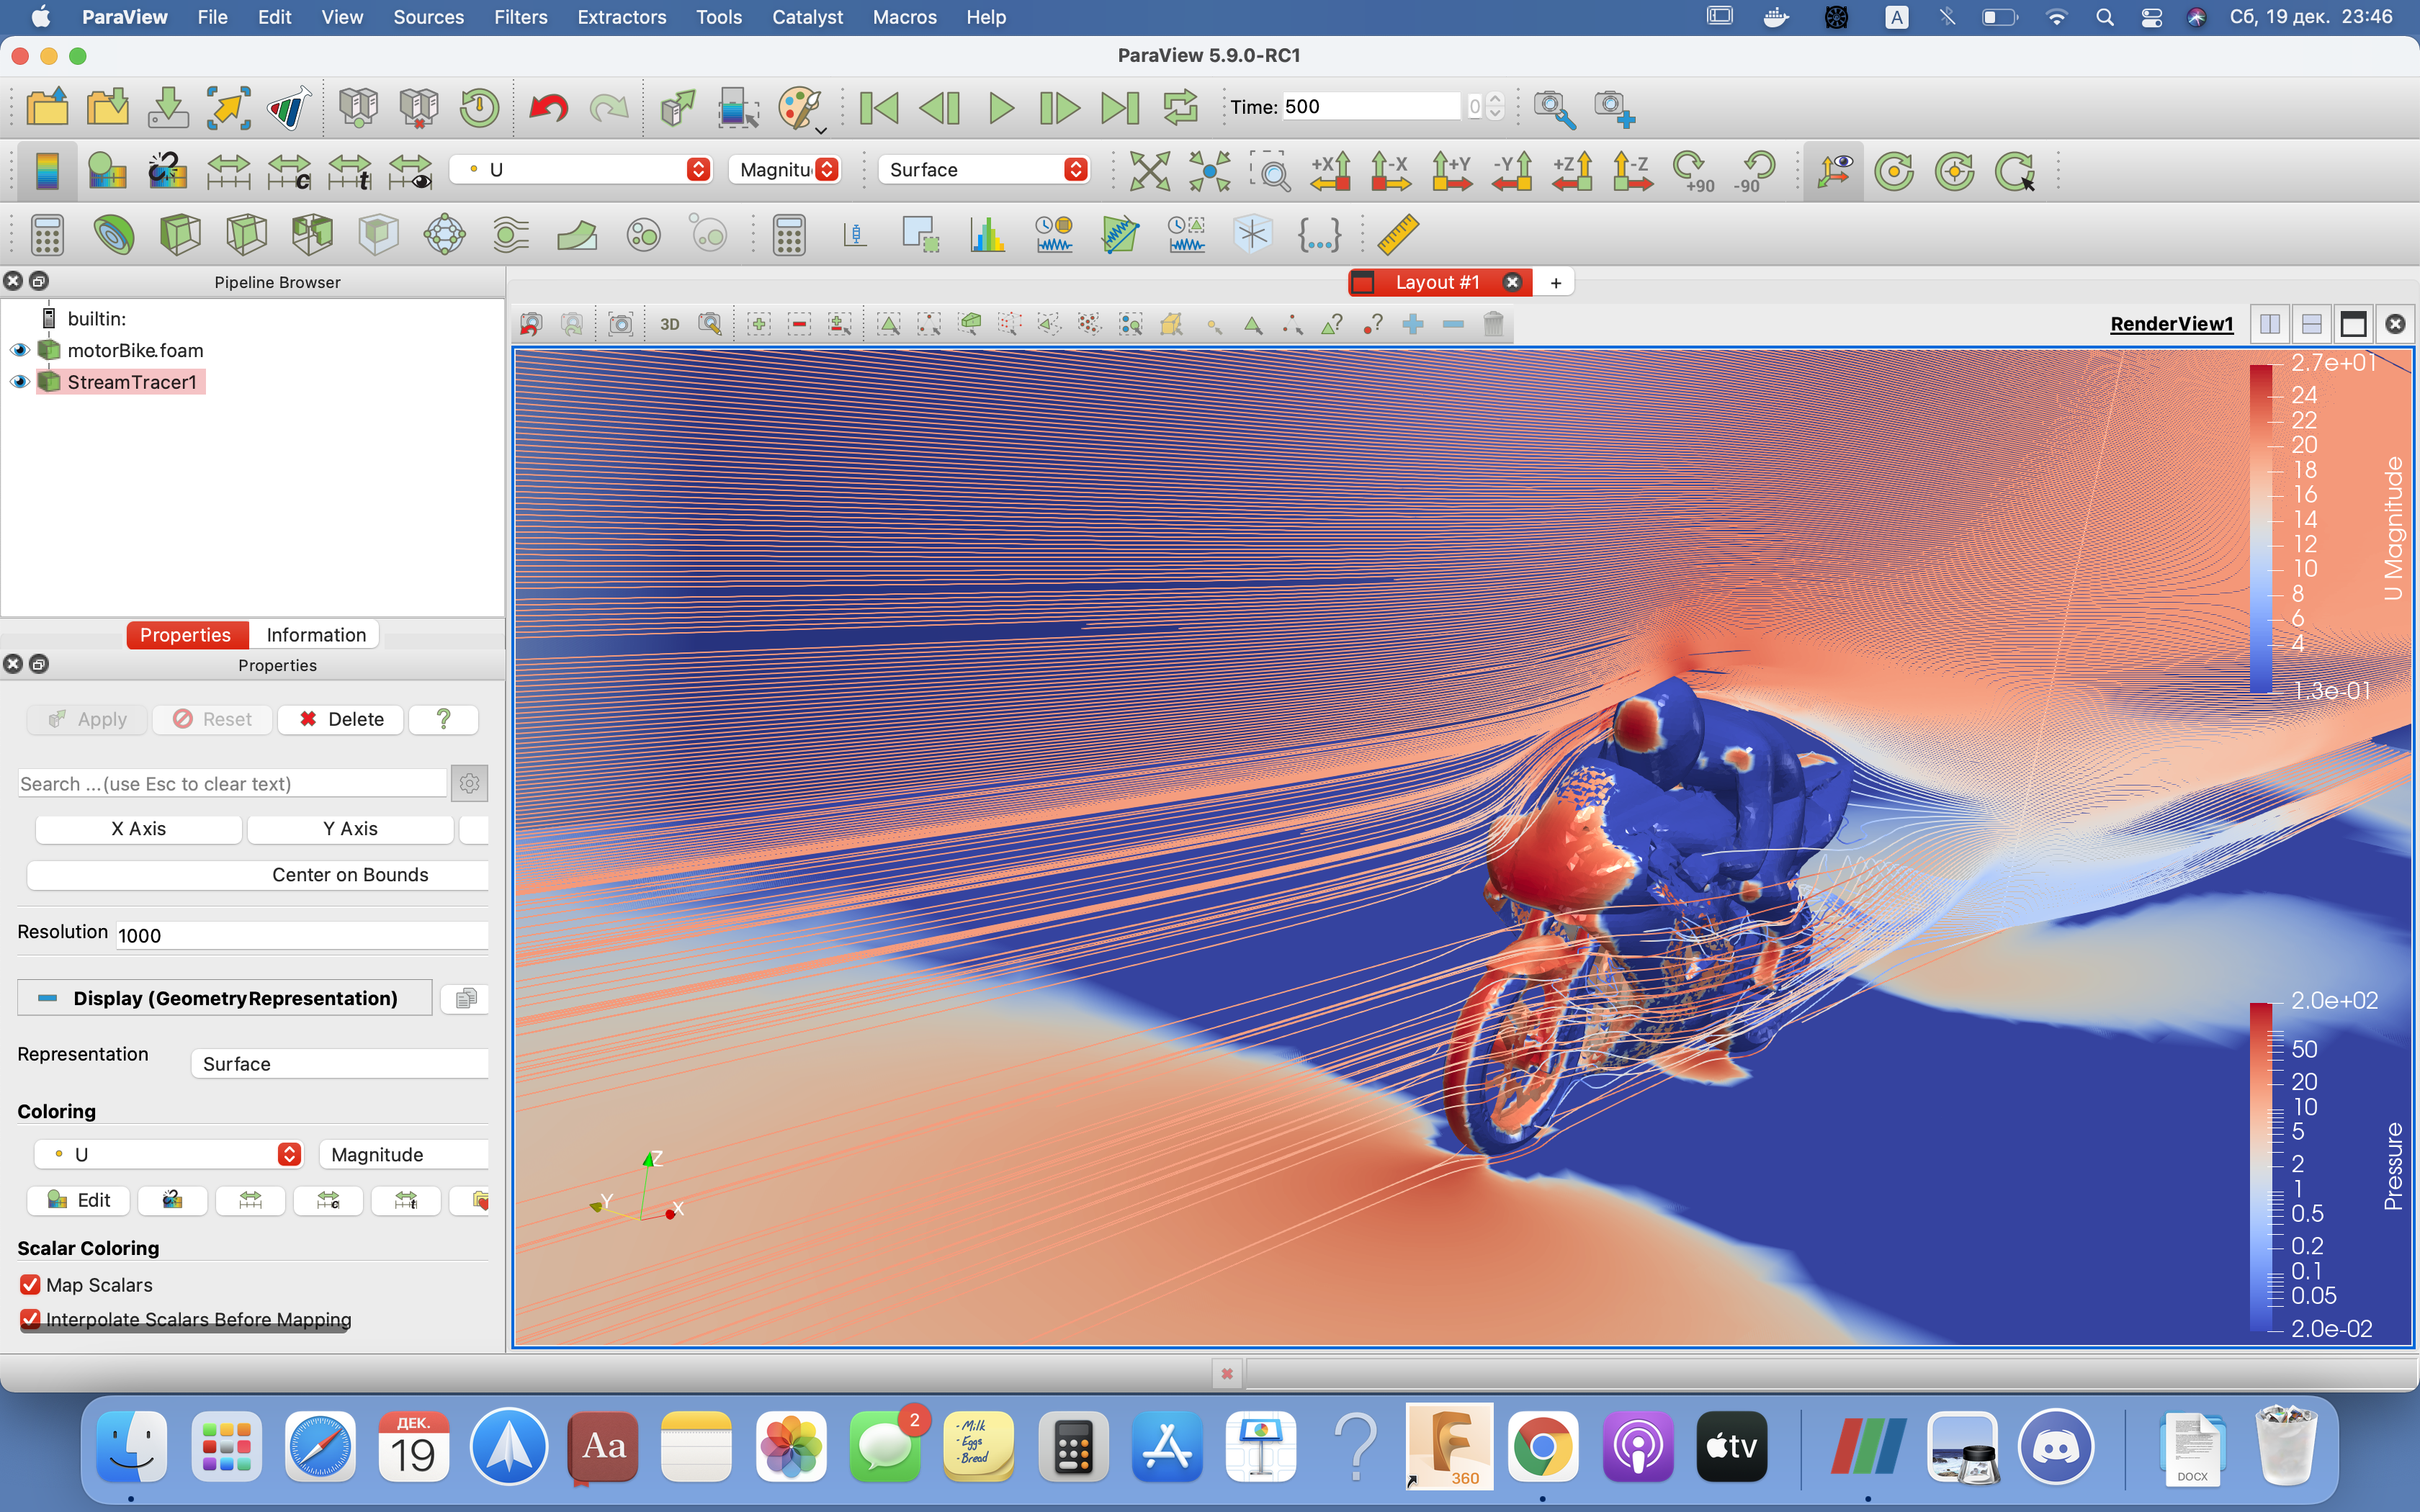 ParaView File Edit View Sources Filters Extractors Tools Catalyst Macros Help A Сб, 19 дек. 23:46
ParaView 5.9.0-RC1
Time: 500 0
U Magnitu Surface +X -X +Y -Y +Z -Z +90 -90
Pipeline Browser
Layout #1 +
builtin:
3D
RenderView1
motorBike.foam
StreamTracer1
Properties Information
Properties
Apply Reset Delete ?
Search ...(use Esc to clear text)
X Axis Y Axis
Center on Bounds
Resolution 1000
Display (GeometryRepresentation)
Representation Surface
Coloring
U Magnitude
Edit
Scalar Coloring
Map Scalars
Interpolate Scalars Before Mapping
2.7e+01
24
22
20
18
16
14
12
10
8
6
4
1.3e-01
U Magnitude
2.0e+02
50
20
10
5
2
1
0.5
0.2
0.1
0.05
2.0e-02
Pressure
Z
Y
X
ДЕК.
19
Aa
2
- Milk
- Eggs
- Bread
?
F
360
tv
DOCX